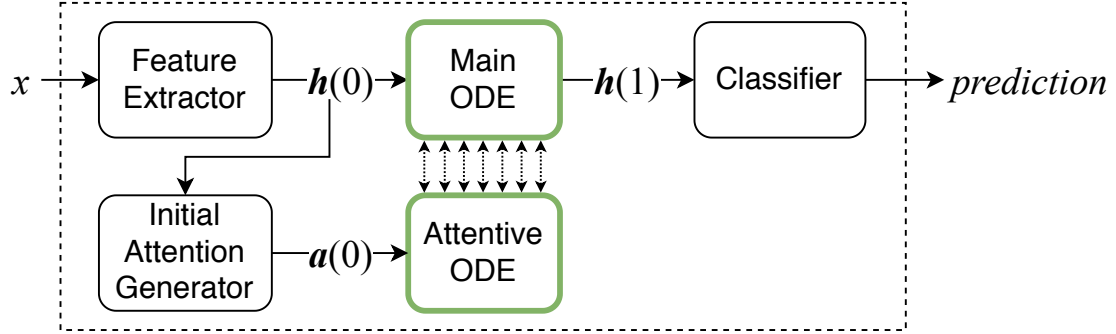 x
Feature
Extractor
h(0)
Main
ODE
h(1)
Classifier
prediction
Initial
Attention
Generator
a(0)
Attentive
ODE